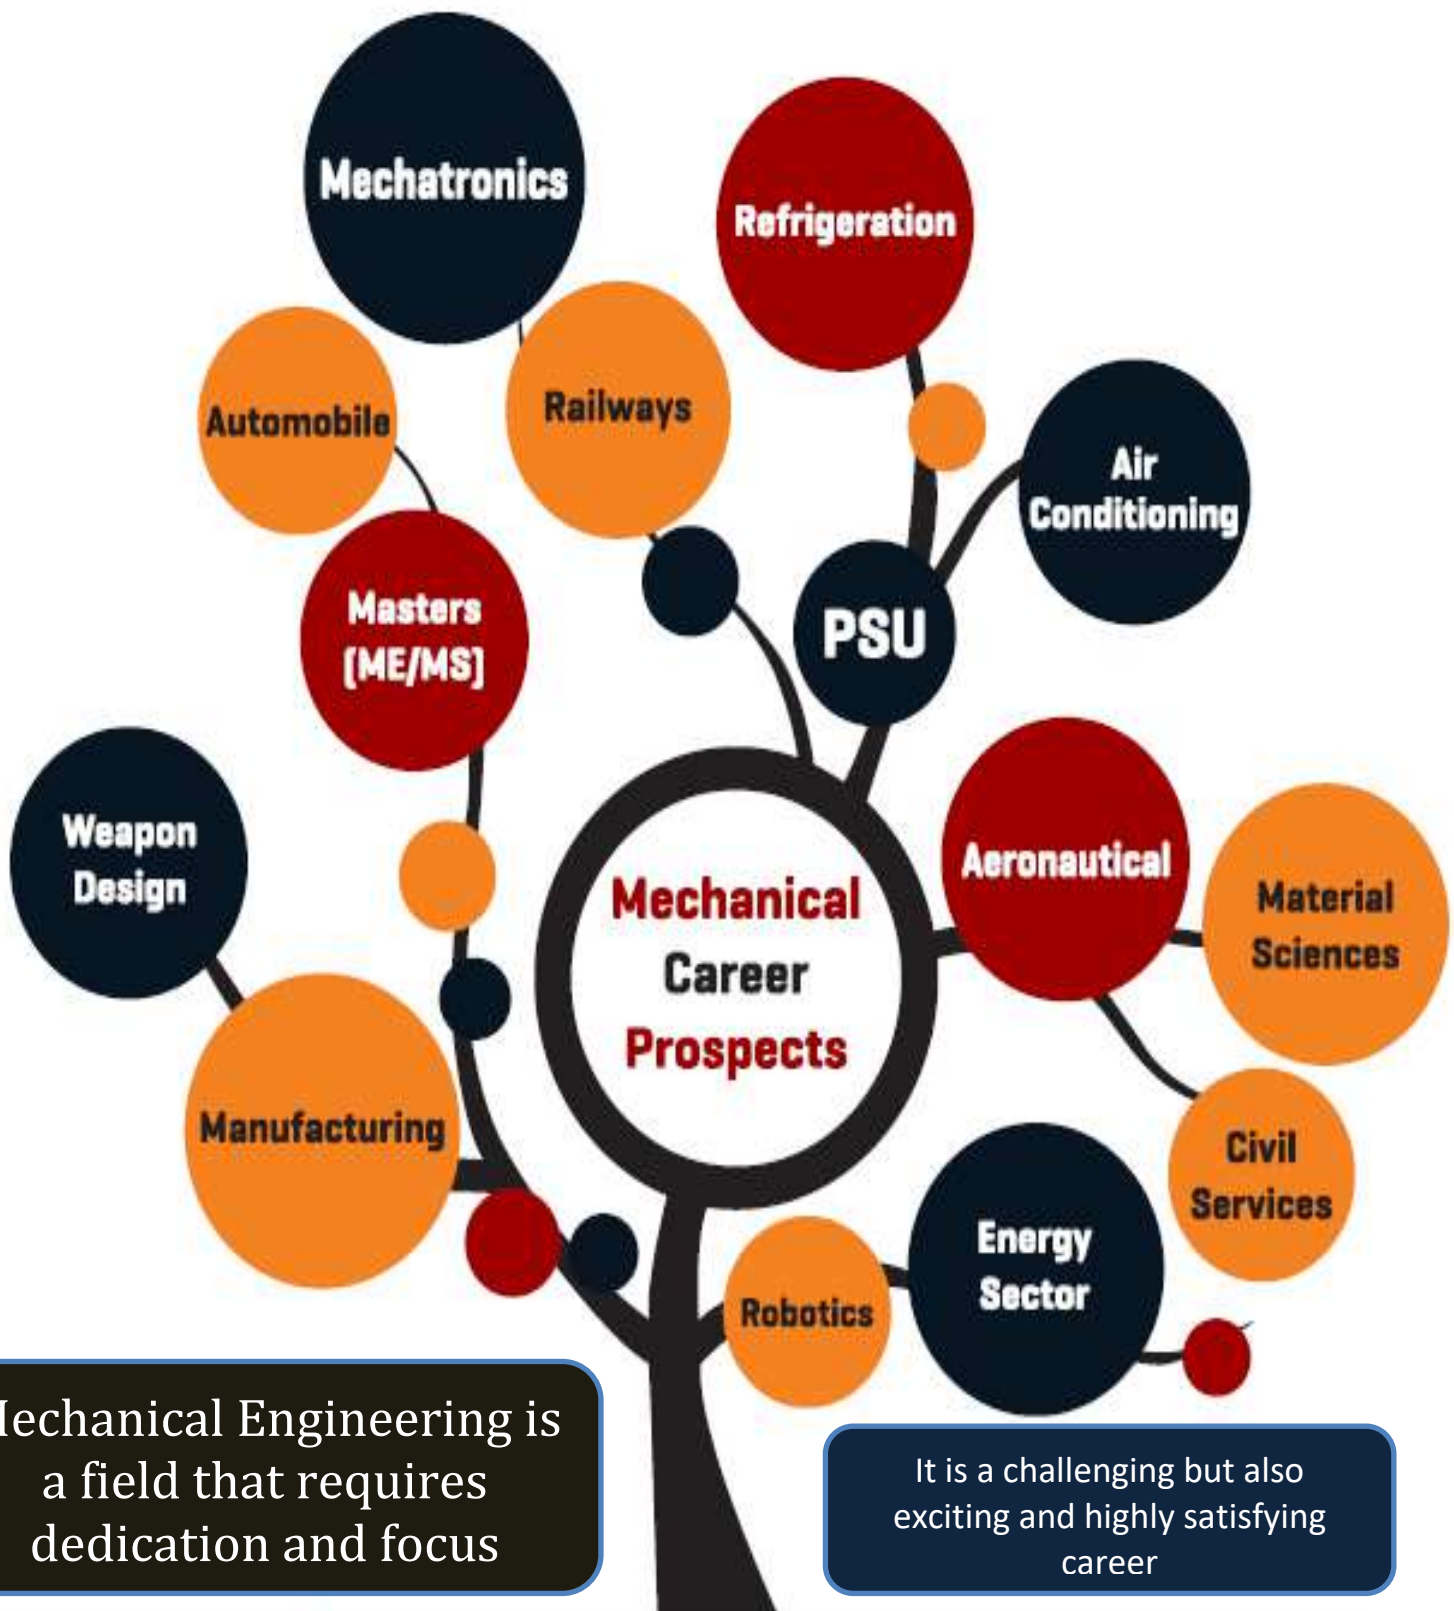 Mechatronics
Refrigeration
Automobile
Railways
Air
Conditioning
Masters
[ME/MS]
PSU
Weapon
Design
Mechanical
Career
Prospects
Aeronautical
Material
Sciences
Manufacturing
Civil
Services
Energy
Sector
Robotics
echanical Engineering is
a field that requires
dedication and focus
It is a challenging but also
exciting and highly satisfying
career